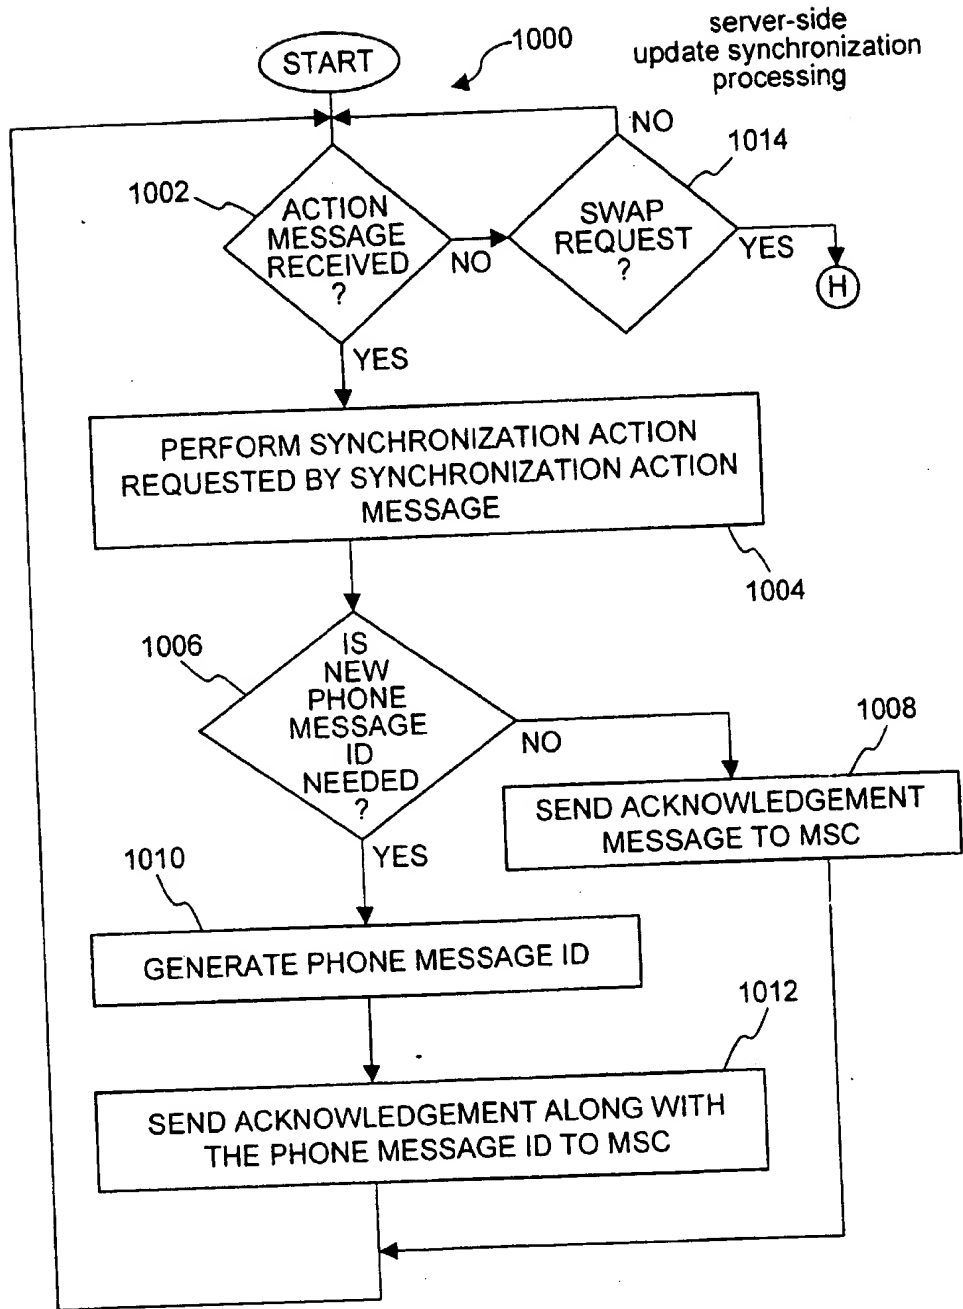 server-side
update synchronization
processing
START
1000
1002
ACTION
MESSAGE
RECEIVED
?
NO
YES
NO
1014
SWAP
REQUEST
?
YES
H
PERFORM SYNCHRONIZATION ACTION
REQUESTED BY SYNCHRONIZATION ACTION
MESSAGE
1004
1006
IS
NEW
PHONE
MESSAGE
ID
NEEDED
?
NO
YES
1008
SEND ACKNOWLEDGEMENT
MESSAGE TO MSC
1010
GENERATE PHONE MESSAGE ID
1012
SEND ACKNOWLEDGEMENT ALONG WITH
THE PHONE MESSAGE ID TO MSC